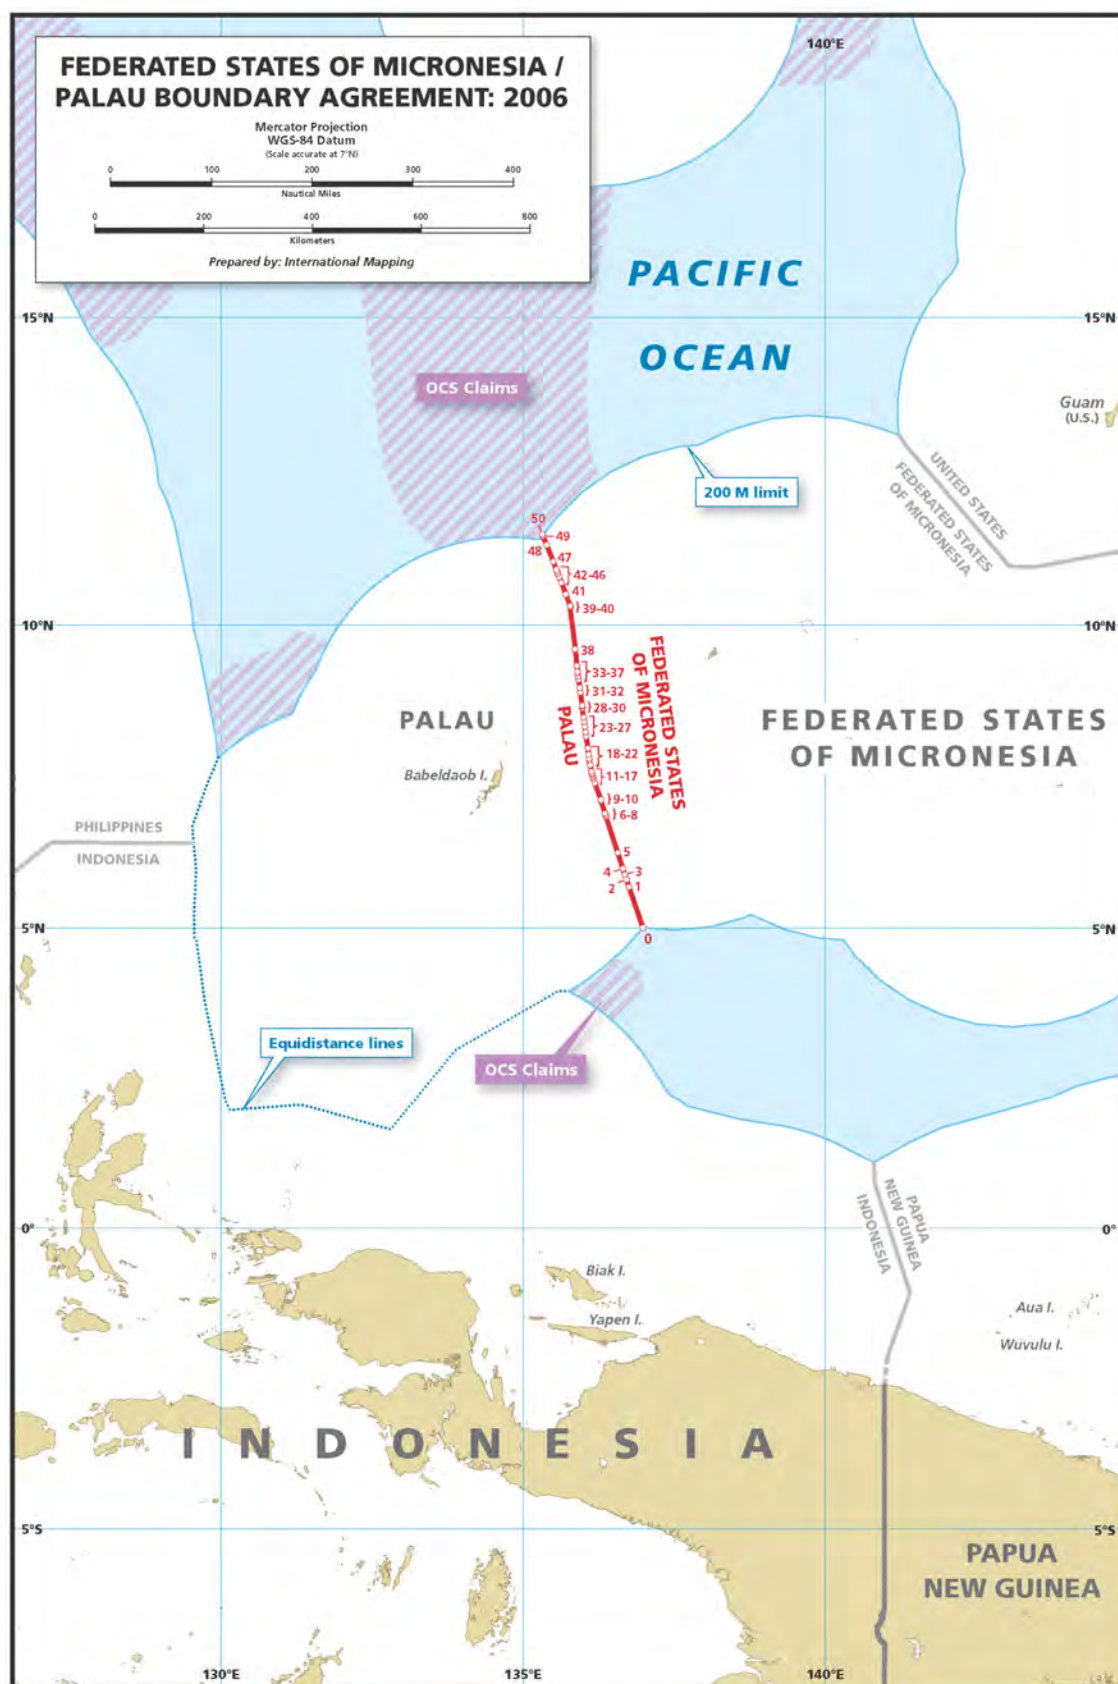 FEDERATED STATES OF MICRONESIA /
PALAU BOUNDARY AGREEMENT: 2006
Mercator Projection
WGS-84 Datum
(Scale accurate at 7°N)
0 100 200 300 400
Nautical Miles
0 200 400 600 800
Kilometers
Prepared by: International Mapping
140°E
PACIFIC
OCEAN
15°N
15°N
OCS Claims
Guam
(U.S.)
200 M limit
UNITED STATES
FEDERATED STATES
OF MICRONESIA
50
49
48
47
42-46
41
39-40
10°N
10°N
38
33-37
31-32
28-30
23-27
18-22
11-17
9-10
6-8
5
4
3
2
1
0
FEDERATED STATES
OF MICRONESIA
PALAU
PALAU
Babeldaob I.
FEDERATED STATES
OF MICRONESIA
PHILIPPINES
INDONESIA
5°N
5°N
Equidistance lines
OCS Claims
PAPUA
NEW GUINEA
INDONESIA
0°
0°
Biak I.
Yapen I.
Aua I.
Wuvulu I.
INDONESIA
5°S
5°S
PAPUA
NEW GUINEA
130°E
135°E
140°E